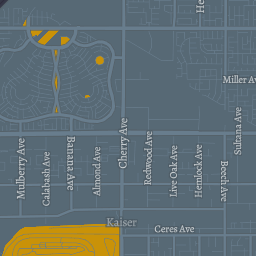 He
Miller Av
Mulberry Ave
Calabash Ave
Banana Ave
Almond Ave
Cherry Ave
Redwood Ave
Live Oak Ave
Hemlock Ave
Beech Ave
Sultana Ave
Kaiser
Ceres Ave